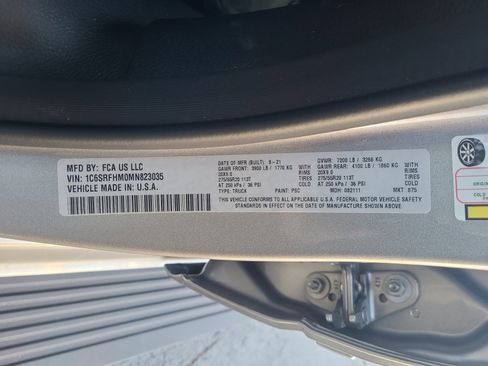 MFD BY: FCA US LLC
VIN: 1C6SRFHM0MN823035
VEHICLE MADE IN: U.S.A.
DATE OF MFR (BUILT): 9-21
GVWR: 7200 LB / 3266 KG
GAWR FRONT: 3900 LB / 1770 KG WITH
GAWR REAR: 4100 LB / 1860 KG WITH
20X9.0 RIMS
20X9.0 RIMS
275/55R20 113T TIRES
275/55R20 113T TIRES
AT 250 kPa / 36 PSI COLD
AT 250 kPa / 36 PSI COLD
TYPE: TRUCK PAINT: PSC
MDH: 092111 MKT 875
THIS VEHICLE CONFORMS TO ALL APPLICABLE U.S.A. FEDERAL MOTOR VEHICLE SAFETY
STANDARDS IN EFFECT ON THE DATE OF MANUFACTURE SHOWN ABOVE
COLD